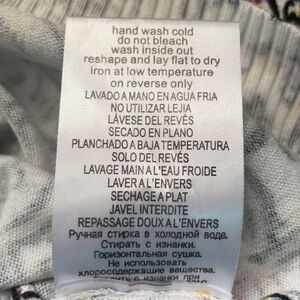 hand wash cold
do not bleach
wash inside out
reshape and lay flat to dry
iron at low temperature
on reverse only
LAVADO A MANO EN AGUA FRIA
NO UTILIZAR LEJIA
LÁVESE DEL REVÉS
SECADO EN PLANO
PLANCHADO A BAJA TEMPERATURA
SOLO DEL REVÉS
LAVAGE MAIN A L'EAU FROIDE
LAVER A L'ENVERS
SECHAGE A PLAT
JAVEL INTERDITE
REPASSAGE DOUX A L'ENVERS
Ручная стирка в холодной воде.
Стирать с изнанки.
Горизонтальная сушка.
Не использовать
хлоросодержащие вещества.
Гладить с изнанки при